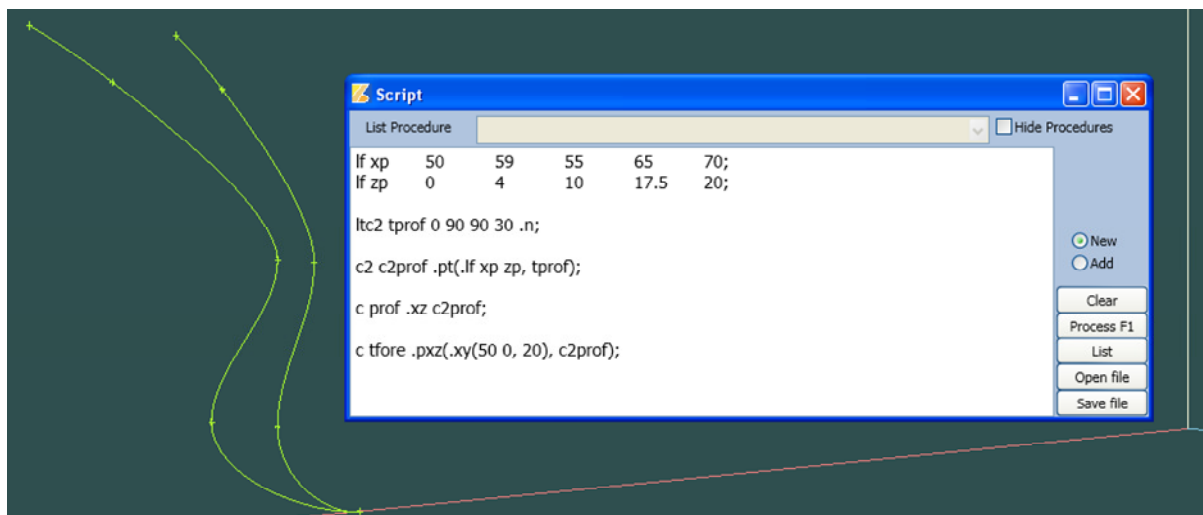 Script
List Procedure Hide Procedures
lf xp 50 59 55 65 70;
lf zp 0 4 10 17.5 20;
ltc2 tprof 0 90 90 30 .n;
c2 c2prof .pt(.lf xp zp, tprof);
c prof .xz c2prof;
c tfore .pxz(.xy(50 0, 20), c2prof);
New
Add
Clear
Process F1
List
Open file
Save file